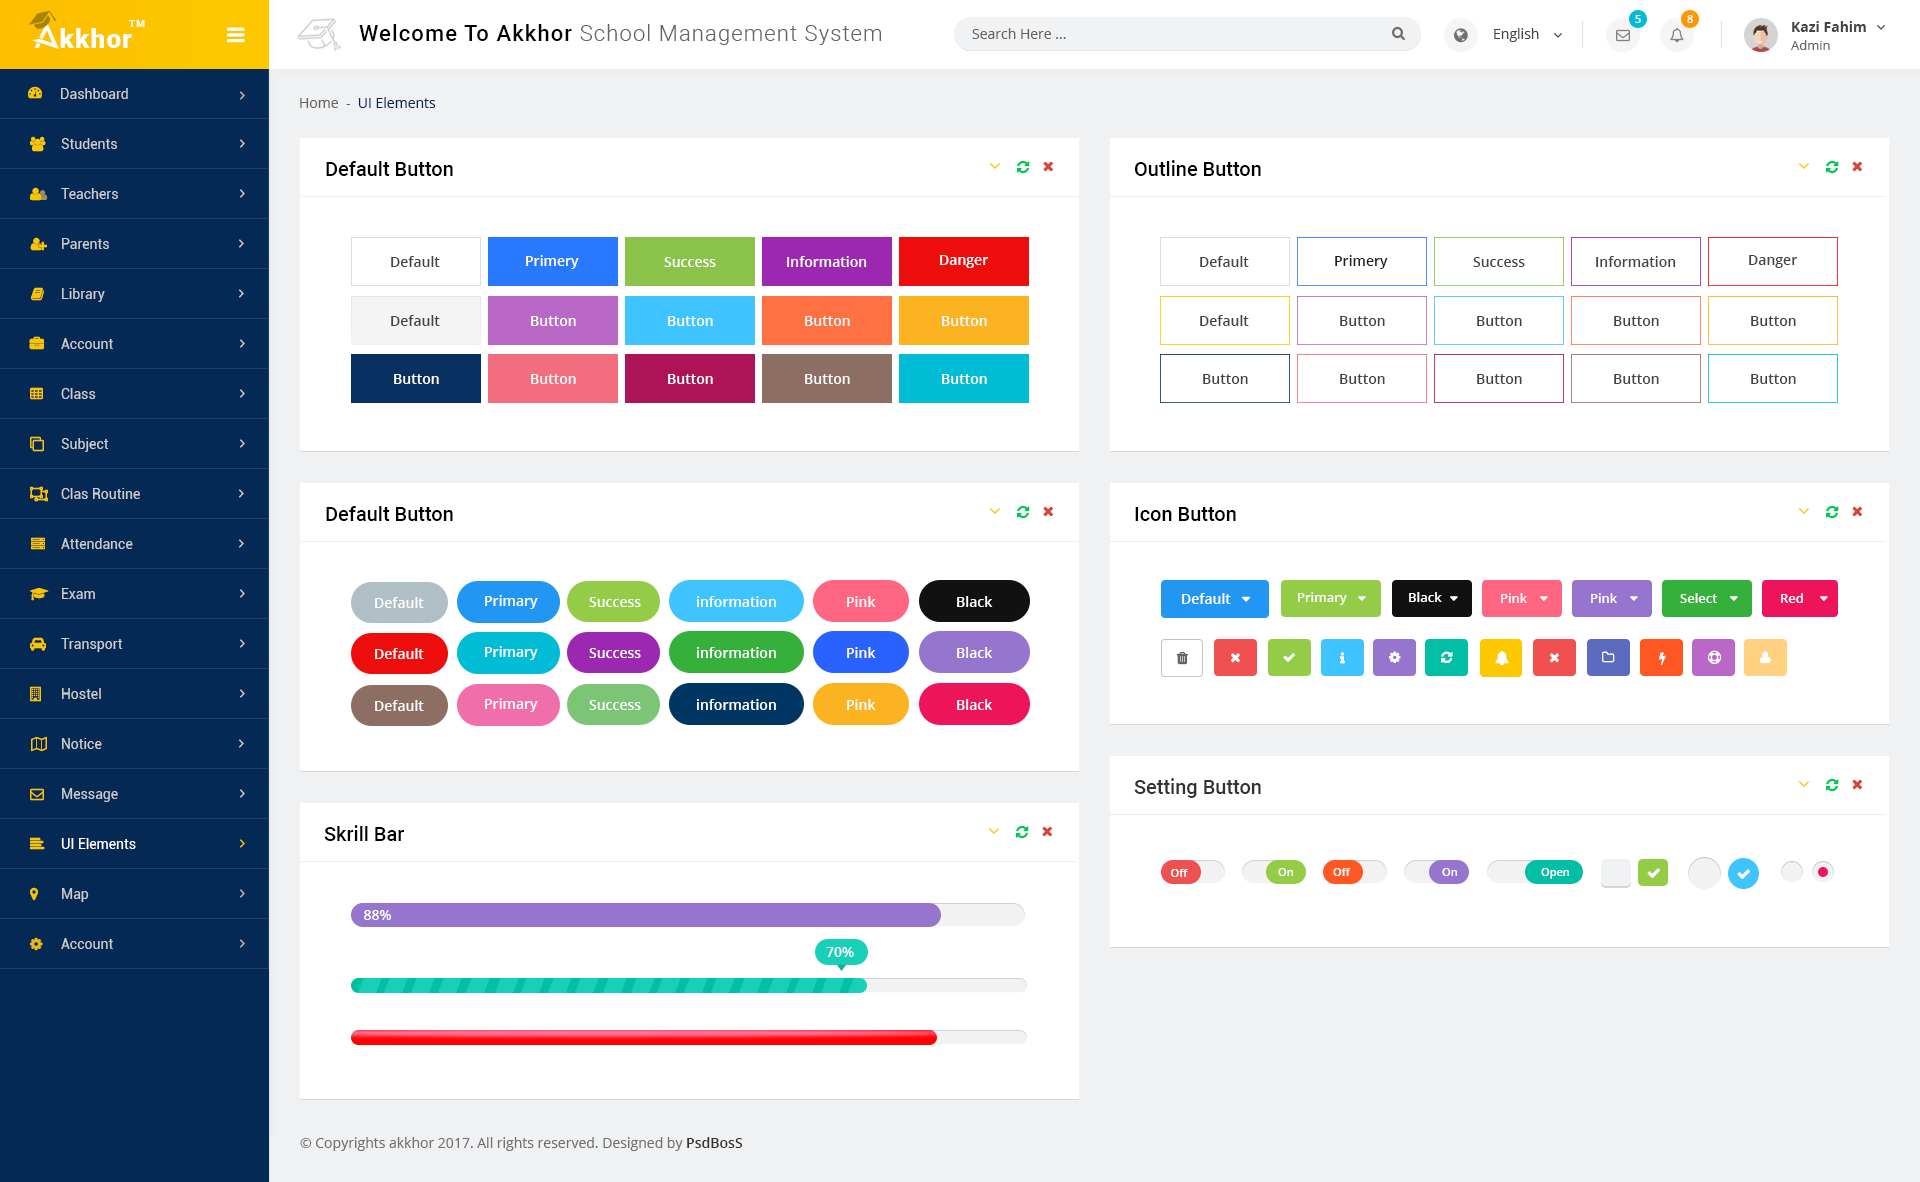 Akkhor™
Welcome To Akkhor School Management System
Search Here ...
English
5
8
Kazi Fahim
Admin
Dashboard
Students
Teachers
Parents
Library
Account
Class
Subject
Clas Routine
Attendance
Exam
Transport
Hostel
Notice
Message
UI Elements
Map
Account
Home - UI Elements
Default Button
Default Primery Success Information Danger
Default Button Button Button Button
Button Button Button Button Button
Outline Button
Default Primery Success Information Danger
Default Button Button Button Button
Button Button Button Button Button
Default Button
Default Primary Success information Pink Black
Default Primary Success information Pink Black
Default Primary Success information Pink Black
Icon Button
Default Primary Black Pink Pink Select Red
Setting Button
Off On Off On Open
Skrill Bar
88%
70%
© Copyrights akkhor 2017. All rights reserved. Designed by PsdBosS